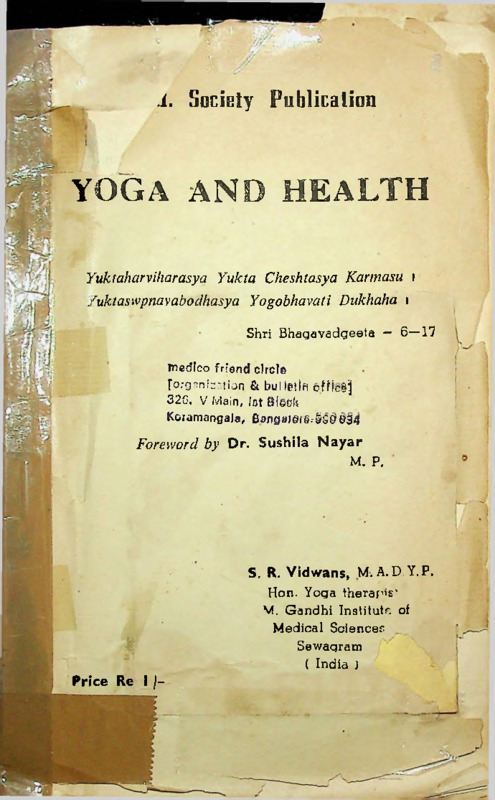 Society Publication
YOGA AND HEALTH
Yuktaharviharasya Yukta Cheshtasya Karmasu ।
Yuktaswpnavabodhasya Yogobhavati Dukhaha ।
Shri Bhagavadgeeta - 6—17
medico friend circle
[organization & bulletin office]
326, V Main, Ist Block
Koramangala, Bangalore-560 034
Foreword by Dr. Sushila Nayar
M. P.
S. R. Vidwans, M. A. D. Y. P.
Hon. Yoga therapist
M. Gandhi Institute of
Medical Sciences
Sewagram
( India )
Price Re 1/-